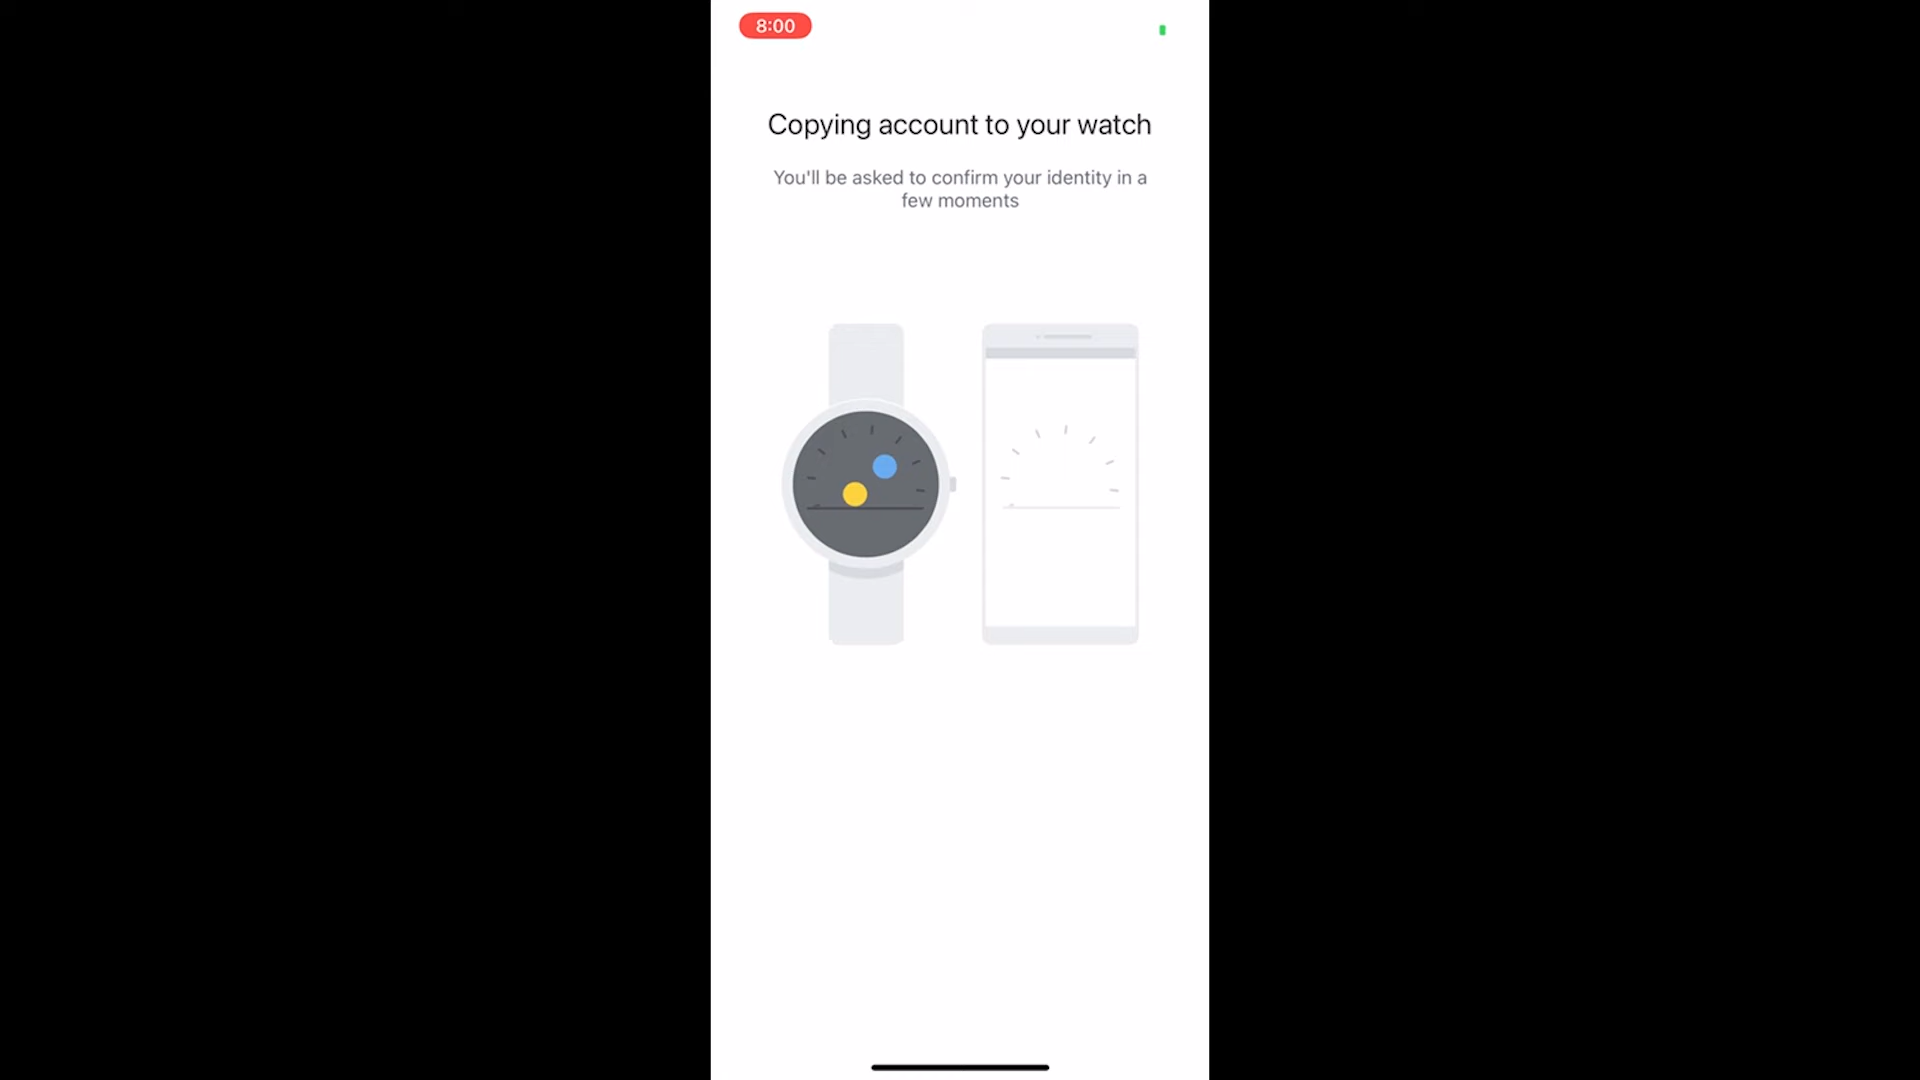 8:00
Copying account to your watch
You'll be asked to confirm your identity in a
few moments